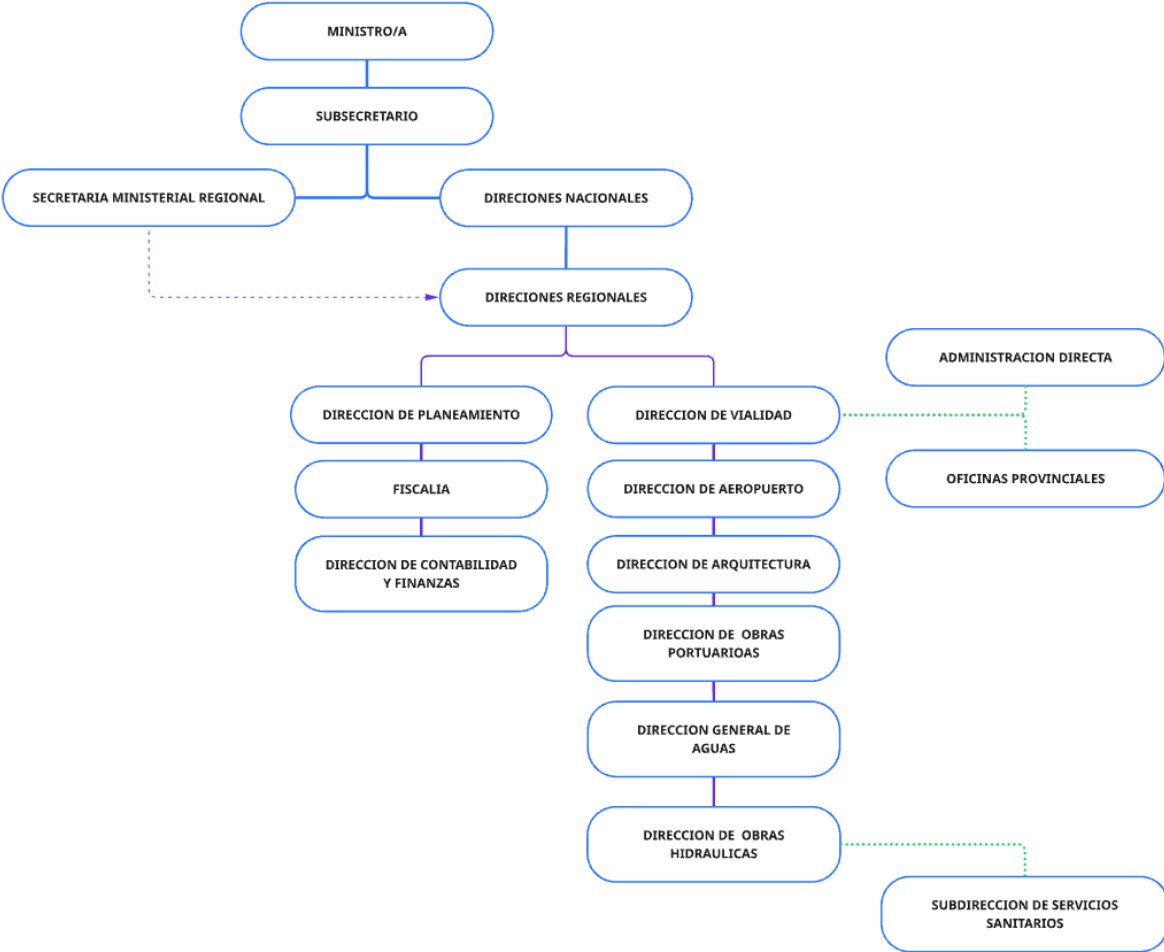 MINISTRO/A
SUBSECRETARIO
SECRETARIA MINISTERIAL REGIONAL
DIRECIONES NACIONALES
DIRECIONES REGIONALES
ADMINISTRACION DIRECTA
DIRECCION DE PLANEAMIENTO
DIRECCION DE VIALIDAD
OFICINAS PROVINCIALES
FISCALIA
DIRECCION DE AEROPUERTO
DIRECCION DE CONTABILIDAD
Y FINANZAS
DIRECCION DE ARQUITECTURA
DIRECCION DE  OBRAS
PORTUARIOAS
DIRECCION GENERAL DE
AGUAS
DIRECCION DE  OBRAS
HIDRAULICAS
SUBDIRECCION DE SERVICIOS
SANITARIOS